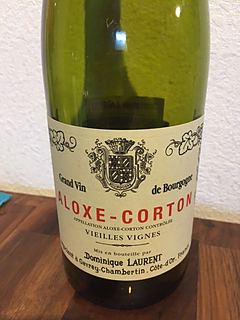 Grand Vin de Bourgogne
ALOXE-CORTON
APPELLATION ALOXE-CORTON CONTRÔLÉE
VIEILLES VIGNES
Mis en bouteille par
Dominique LAURENT
à Gevrey-Chambertin, Côte-d'Or, France